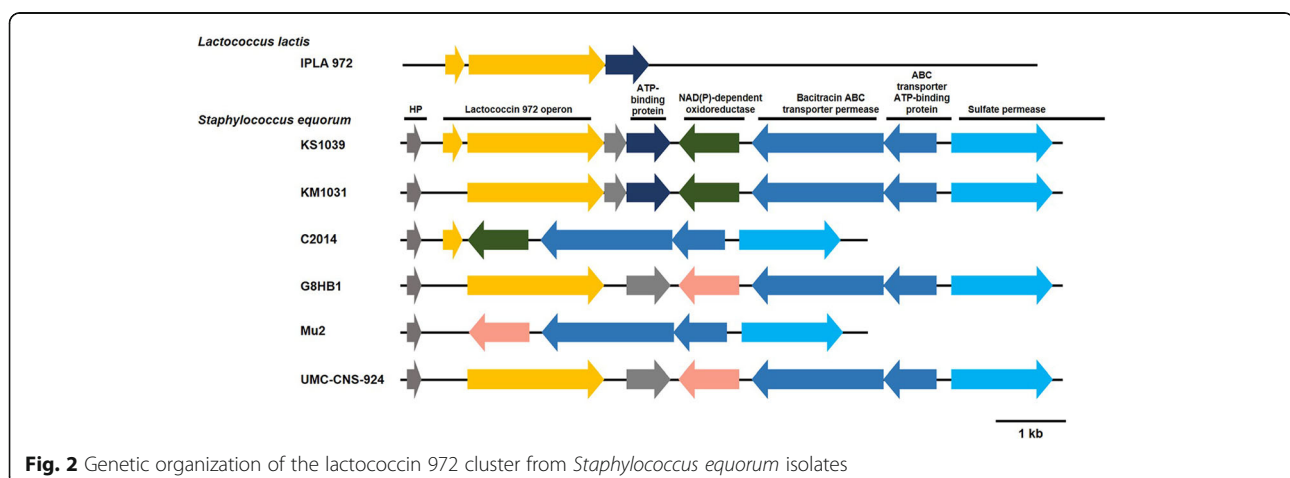 Lactococcus lactis
IPLA 972
HP
Lactococcin 972 operon
ATP-
binding
protein
NAD(P)-dependent
oxidoreductase
Bacitracin ABC
transporter permease
ABC
transporter
ATP-binding
protein
Sulfate permease
Staphylococcus equorum
KS1039
KM1031
C2014
G8HB1
Mu2
UMC-CNS-924
1 kb
Fig. 2 Genetic organization of the lactococcin 972 cluster from Staphylococcus equorum isolates